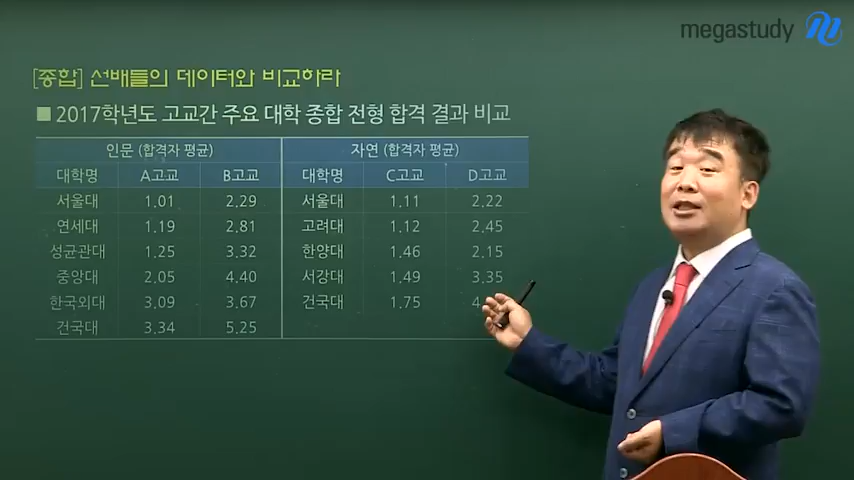 megastudy
[종합] 선배들의 데이터와 비교하라
■ 2017학년도 고교간 주요 대학 종합 전형 합격 결과 비교
인문 (합격자 평균) 자연 (합격자 평균)
대학명 A고교 B고교 대학명 C고교 D고교
서울대 1.01 2.29 서울대 1.11 2.22
연세대 1.19 2.81 고려대 1.12 2.45
성균관대 1.25 3.32 한양대 1.46 2.15
중앙대 2.05 4.40 서강대 1.49 3.35
한국외대 3.09 3.67 건국대 1.75
건국대 3.34 5.25